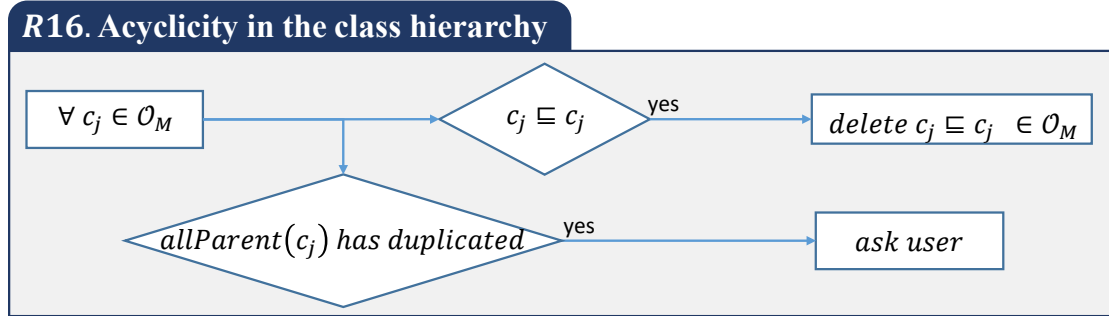 R16. Acyclicity in the class hierarchy
∀ c_j ∈ 𝒪_M
c_j ⊑ c_j
yes
delete c_j ⊑ c_j ∈ 𝒪_M
allParent(c_j) has duplicated
yes
ask user